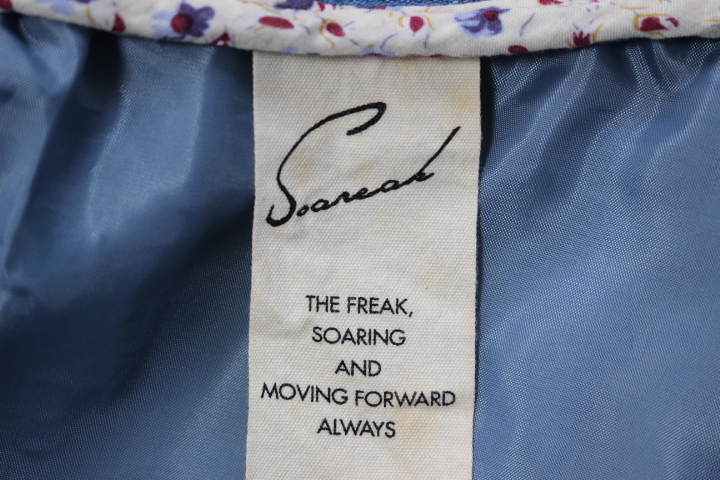 Soareak
THE FREAK,
SOARING
AND
MOVING FORWARD
ALWAYS